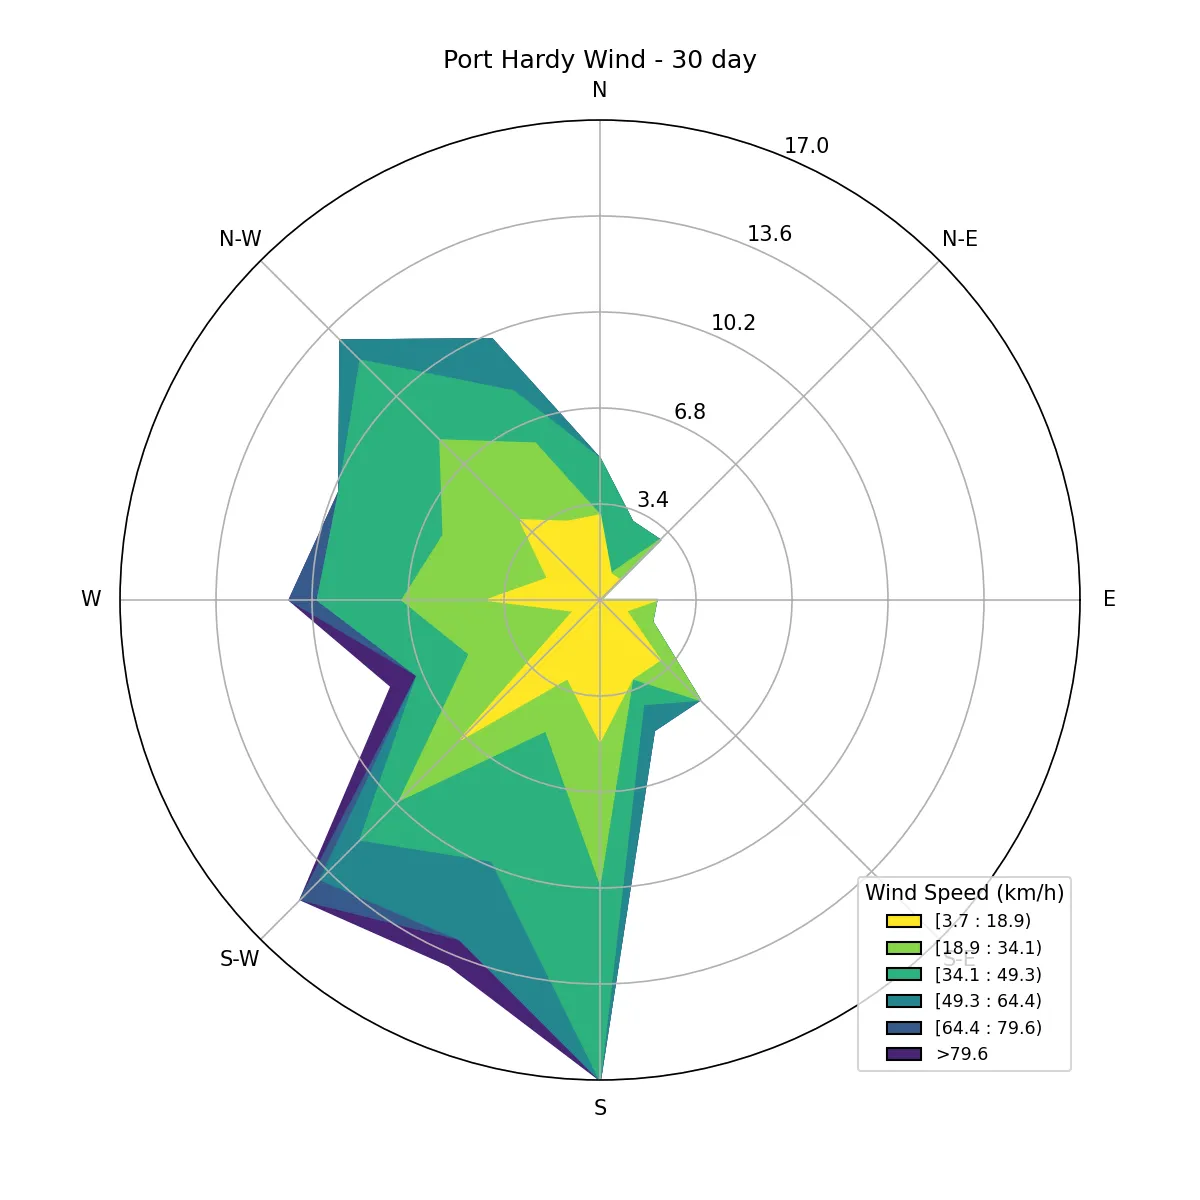 Port Hardy Wind - 30 day
N
17.0
N-W
13.6
N-E
10.2
6.8
3.4
W
E
S-W
S-E
S
Wind Speed (km/h)
[3.7 : 18.9)
[18.9 : 34.1)
[34.1 : 49.3)
[49.3 : 64.4)
[64.4 : 79.6)
>79.6